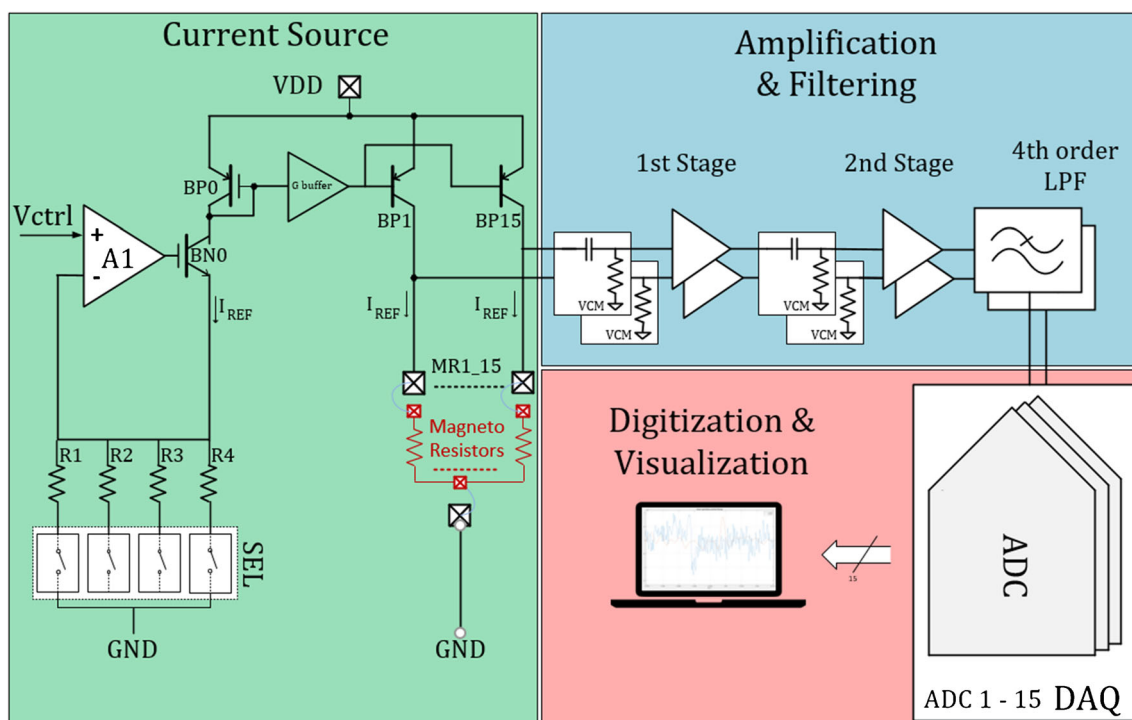 Current Source
VDD
BP0
G buffer
BP1
BP15
Vctrl
+
A1
-
BN0
IREF
IREF
IREF
MR1_15
Magneto
Resistors
R1
R2
R3
R4
SEL
GND
GND
Amplification
& Filtering
1st Stage
2nd Stage
4th order
LPF
VCM
VCM
VCM
VCM
Digitization &
Visualization
15
ADC
ADC 1 - 15 DAQ